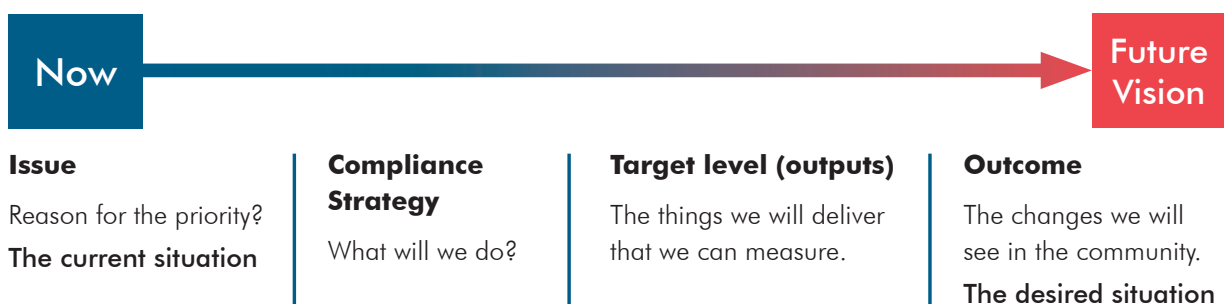 Now
Future
Vision
Issue
Reason for the priority?
The current situation
Compliance
Strategy
What will we do?
Target level (outputs)
The things we will deliver
that we can measure.
Outcome
The changes we will
see in the community.
The desired situation